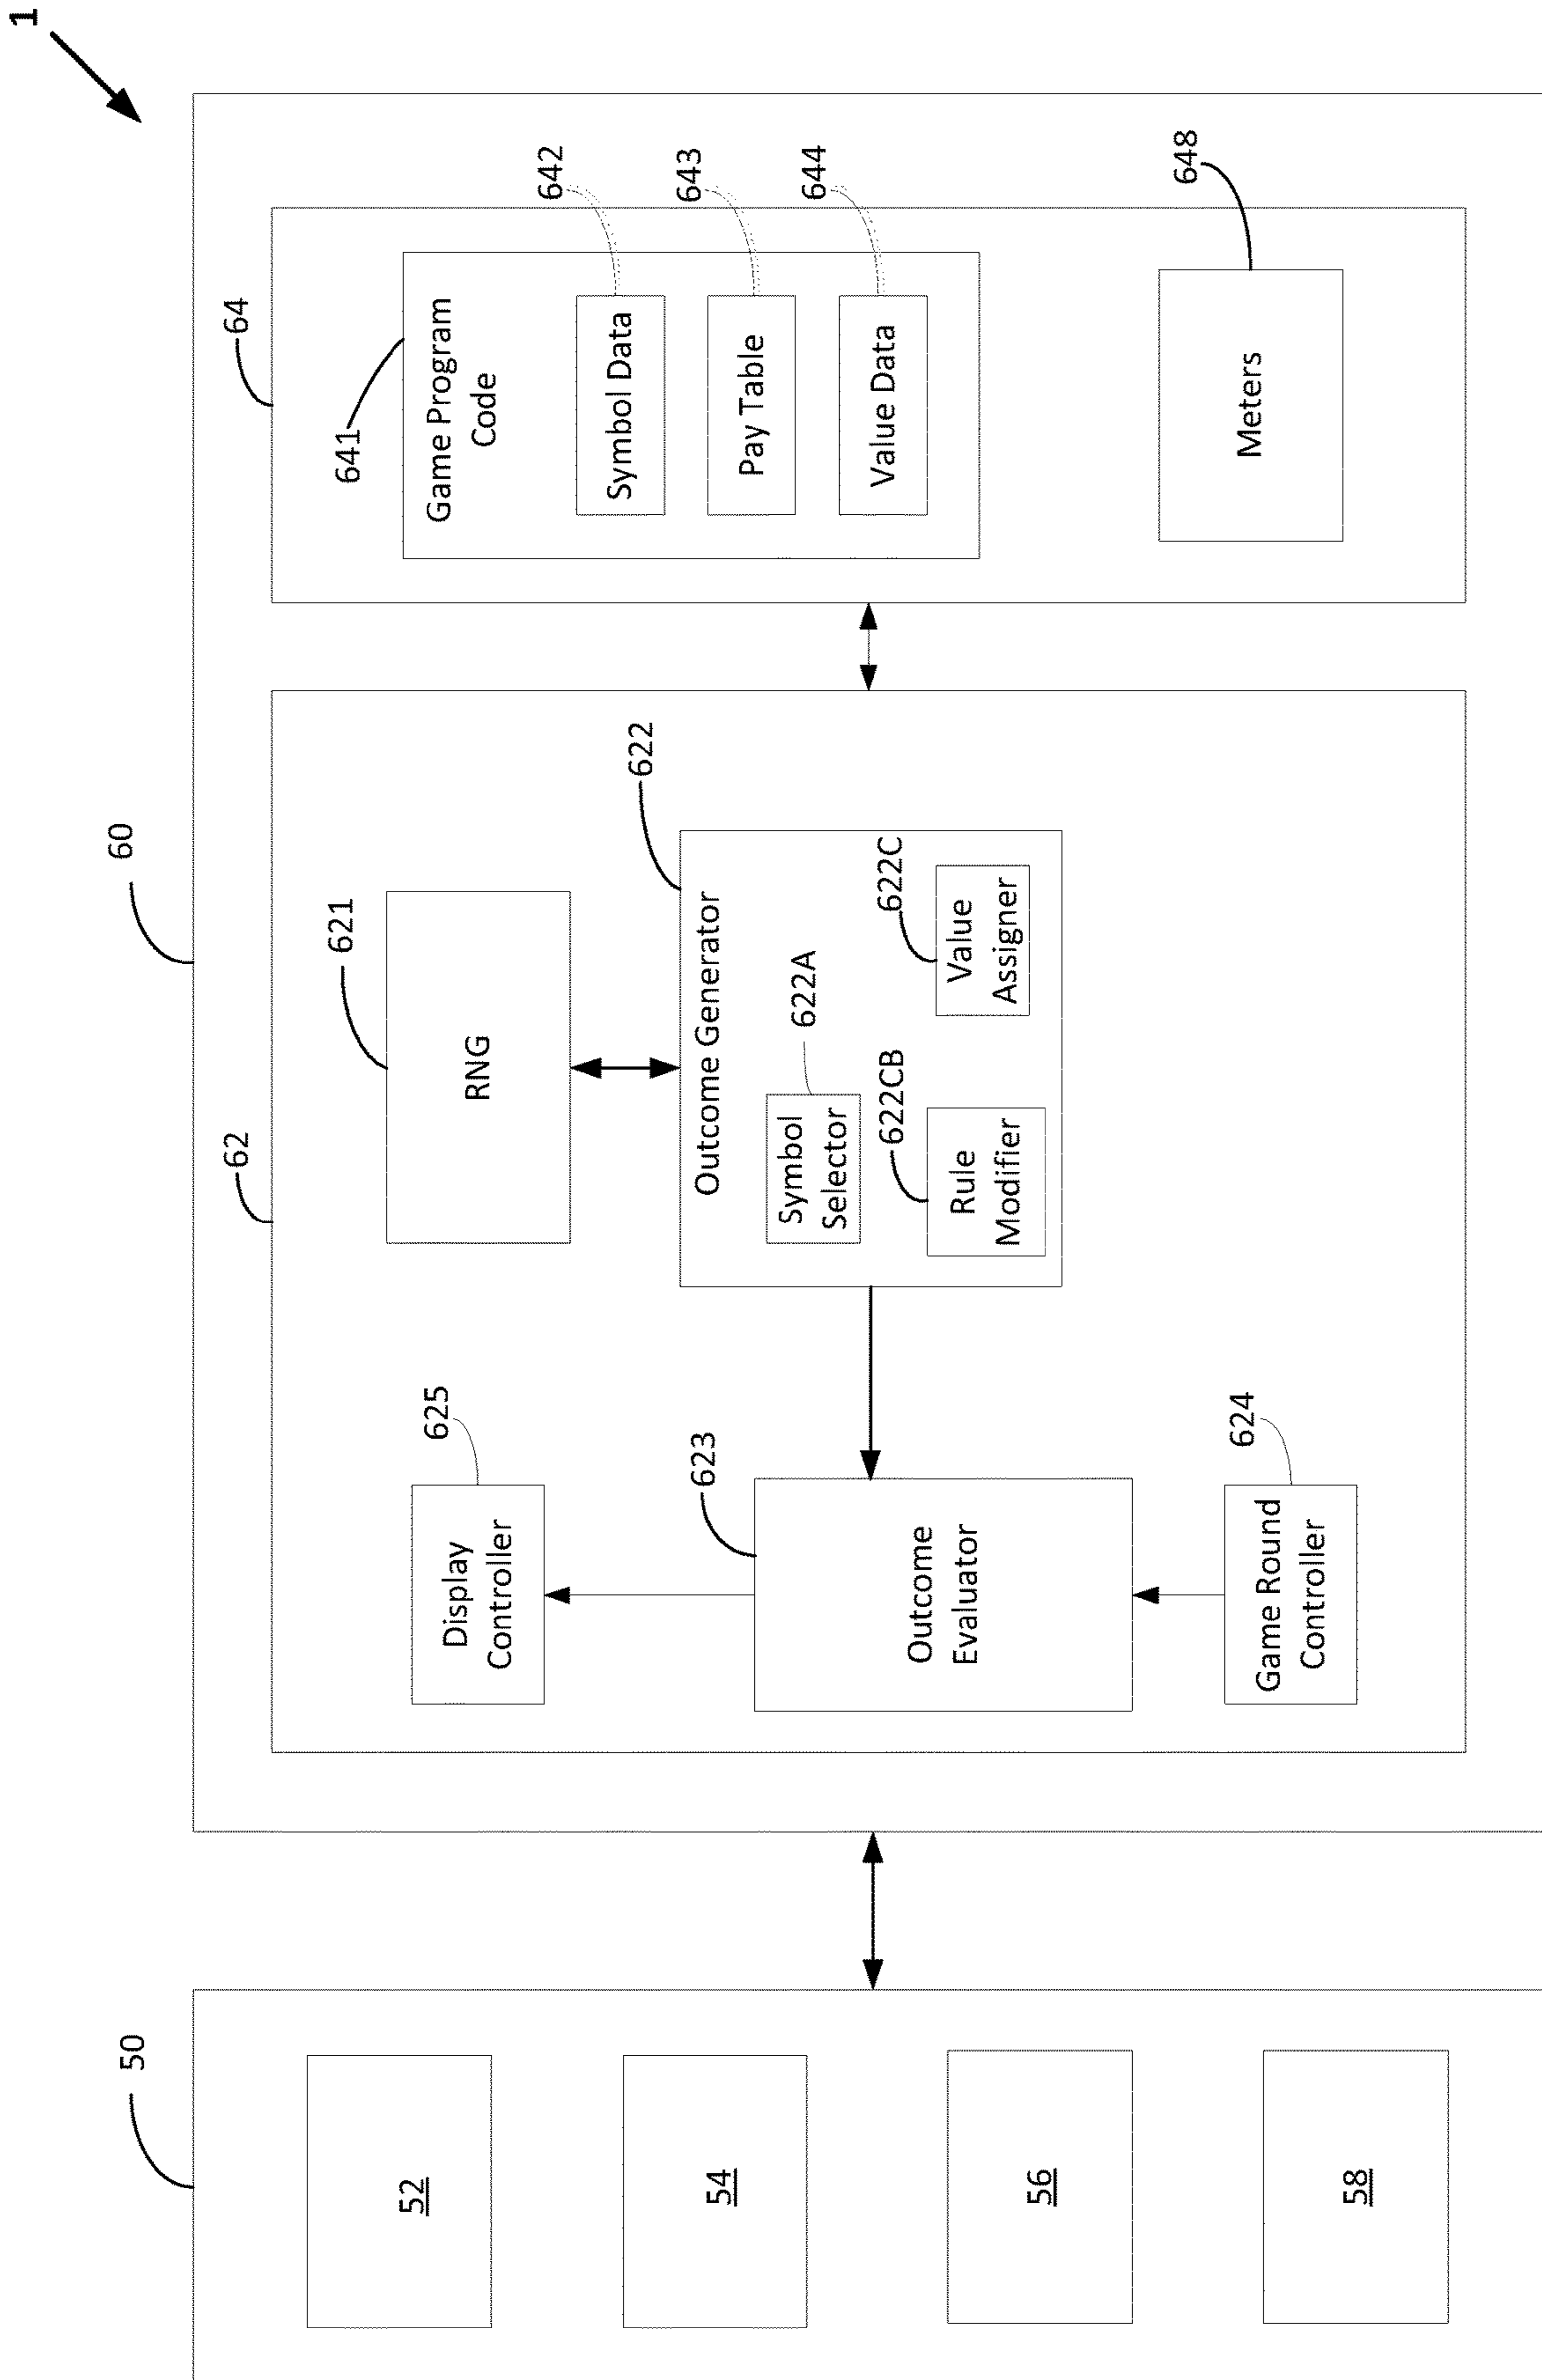 1
50
52
54
56
58
60
62
625
Display
Controller
623
Outcome
Evaluator
624
Game Round
Controller
621
RNG
622
Outcome Generator
622A
Symbol
Selector
622CB
Rule
Modifier
622C
Value
Assigner
64
641
Game Program
Code
642
Symbol Data
643
Pay Table
644
Value Data
648
Meters